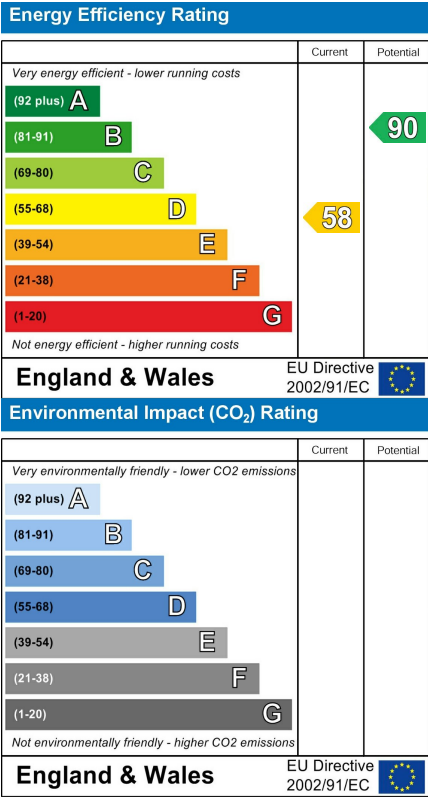 Energy Efficiency Rating
Current Potential
Very energy efficient - lower running costs
(92 plus) A
(81-91) B
90
(69-80) C
(55-68) D
58
(39-54) E
(21-38) F
(1-20) G
Not energy efficient - higher running costs
England & Wales
EU Directive
2002/91/EC
Environmental Impact (CO₂) Rating
Current Potential
Very environmentally friendly - lower CO2 emissions
(92 plus) A
(81-91) B
(69-80) C
(55-68) D
(39-54) E
(21-38) F
(1-20) G
Not environmentally friendly - higher CO2 emissions
England & Wales
EU Directive
2002/91/EC